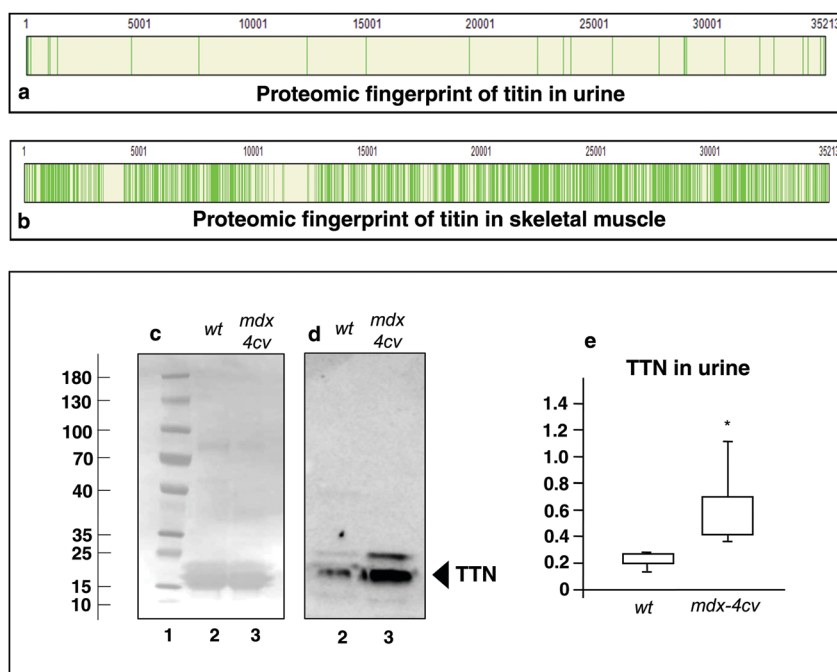 1 5001 10001 15001 20001 25001 30001 35213
a Proteomic fingerprint of titin in urine
1 5001 10001 15001 20001 25001 30001 35213
b Proteomic fingerprint of titin in skeletal muscle
c wt mdx 4cv
180
130
100
70
40
35
25
15
10
1 2 3
d wt mdx 4cv
TTN
2 3
e
TTN in urine
1.4
1.2
1.0
0.8
0.6
0.4
0.2
0
*
wt mdx-4cv